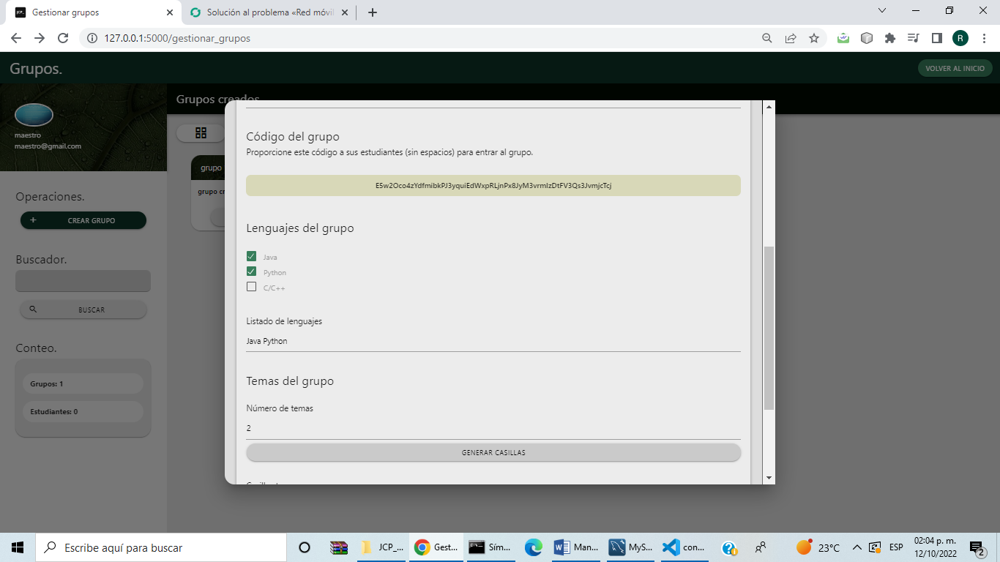 Gestionar grupos
Solución al problema «Red móvil
127.0.0.1:5000/gestionar_grupos
R
Grupos.
VOLVER AL INICIO
maestro
maestro@gmail.com
Grupos creados
Operaciones.
CREAR GRUPO
Buscador.
BUSCAR
Conteo.
Grupos: 1
Estudiantes: 0
grupo
grupo cr
Código del grupo
Proporcione este código a sus estudiantes (sin espacios) para entrar al grupo.
Lenguajes del grupo
Java
Python
C/C++
Listado de lenguajes
Java Python
Temas del grupo
Número de temas
2
GENERAR CASILLAS
Escribe aquí para buscar
JCP_...
Gest...
Sím...
Man...
MyS...
con...
23°C
ESP
02:04 p. m.
12/10/2022
2